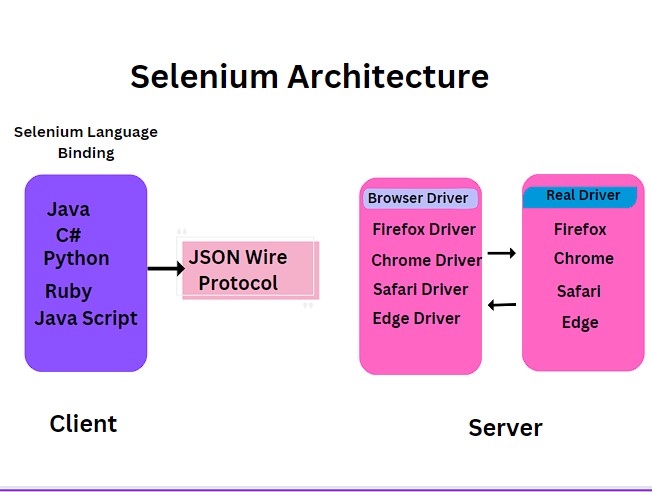 Selenium Architecture
Selenium Language
Binding
Java
C#
Python
Ruby
Java Script
Client
JSON Wire
Protocol
Browser Driver
Firefox Driver
Chrome Driver
Safari Driver
Edge Driver
Real Driver
Firefox
Chrome
Safari
Edge
Server